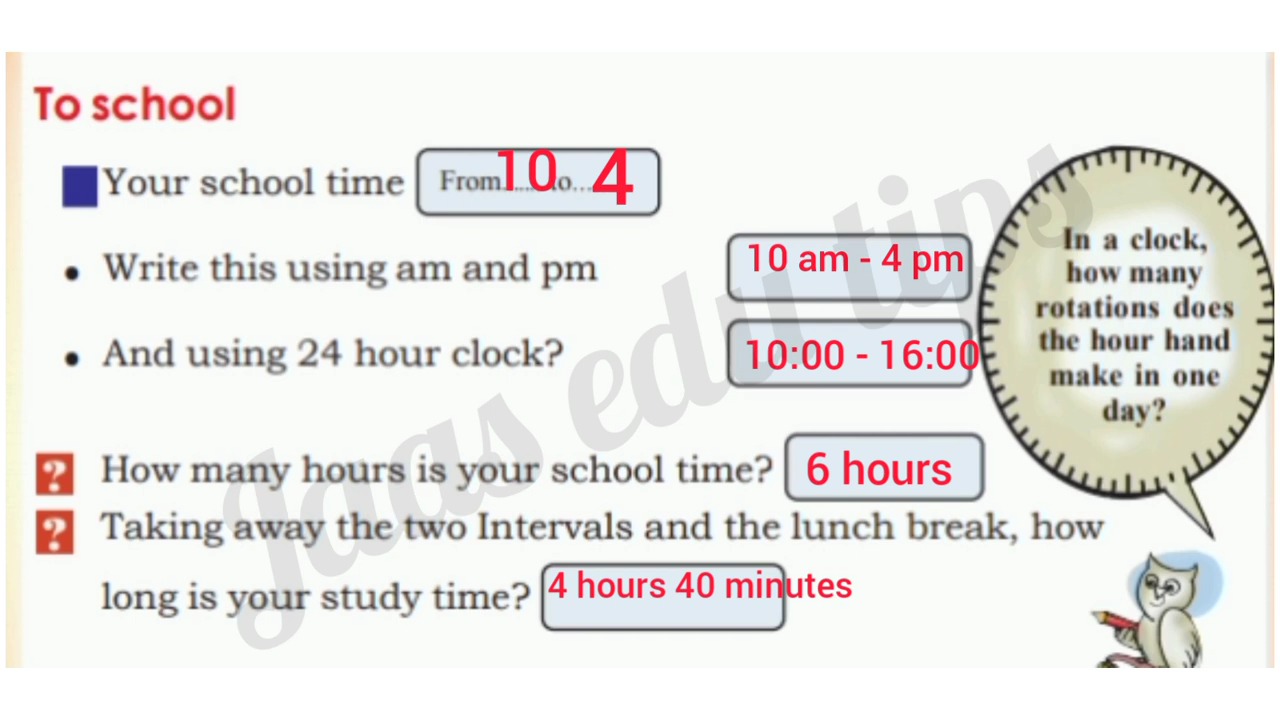 To school
Your school time From 10 to... 4
• Write this using am and pm 10 am - 4 pm
• And using 24 hour clock? 10:00 - 16:00
? How many hours is your school time? 6 hours
? Taking away the two Intervals and the lunch break, how
long is your study time? 4 hours 40 minutes
In a clock,
how many
rotations does
the hour hand
make in one
day?
Jaas edu tips